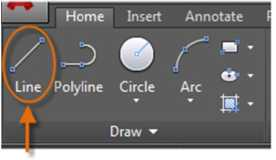 Home Insert Annotate
Line Polyline Circle Arc
Draw